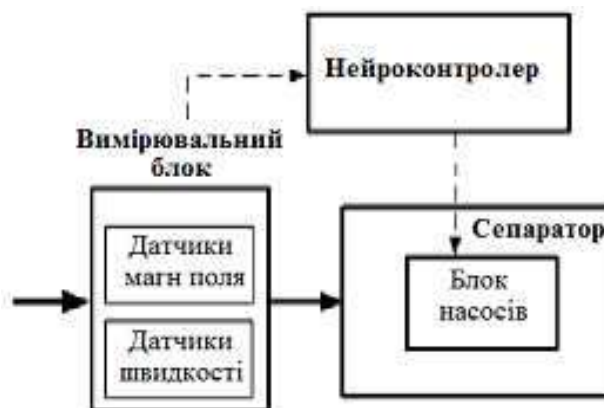 Нейроконтролер
Вимірювальний
блок
Сепаратор
Датчики
магн поля
Блок
насосів
Датчики
швидкості